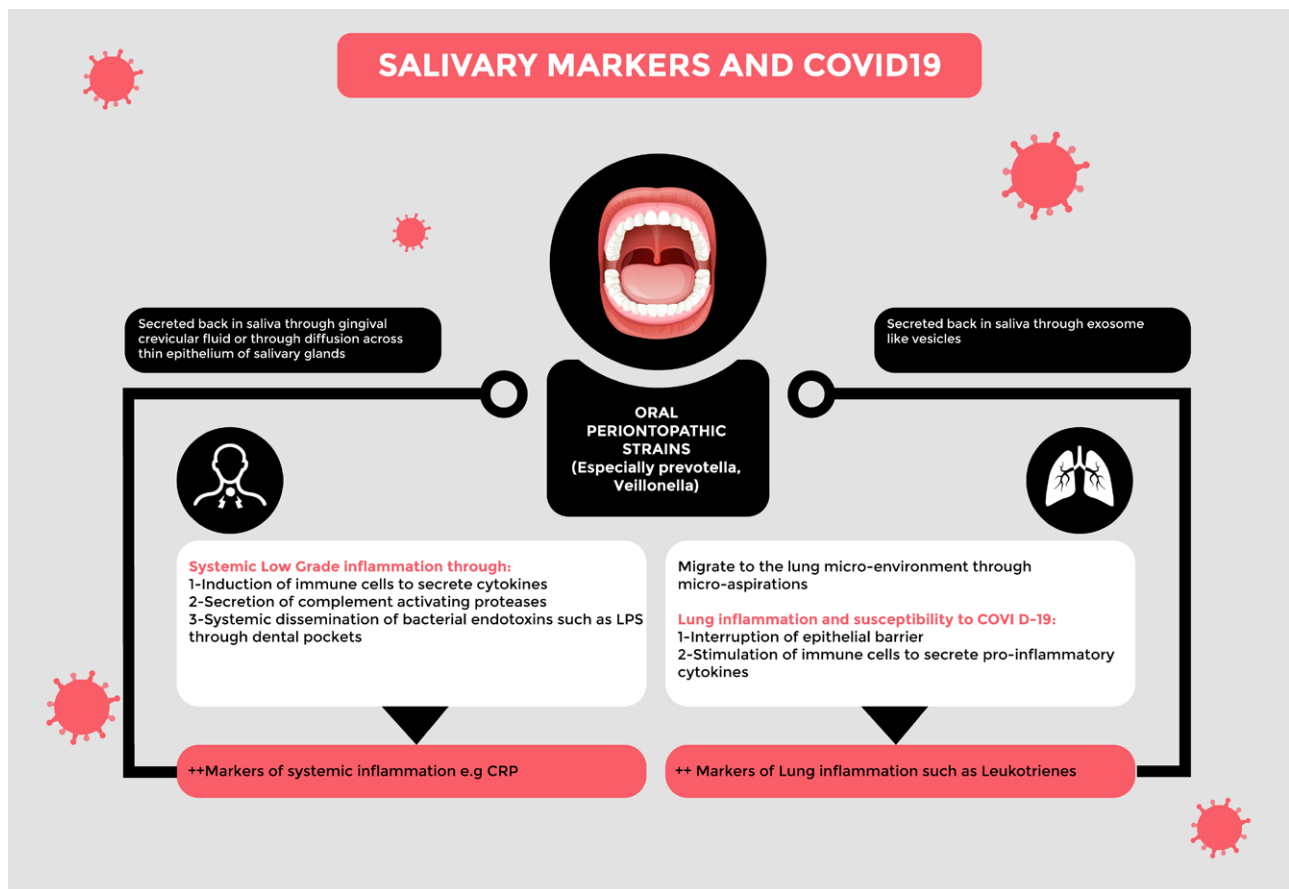 SALIVARY MARKERS AND COVID19
Secreted back in saliva through gingival
crevicular fluid or through diffusion across
thin epithelium of salivary glands
Secreted back in saliva through exosome
like vesicles
ORAL
PERIONTOPATHIC
STRAINS
(Especially prevotella,
Veillonella)
Systemic Low Grade inflammation through:
1-Induction of immune cells to secrete cytokines
2-Secretion of complement activating proteases
3-Systemic dissemination of bacterial endotoxins such as LPS
through dental pockets
Migrate to the lung micro-environment through
micro-aspirations
Lung inflammation and susceptibility to COVI D-19:
1-Interruption of epithelial barrier
2-Stimulation of immune cells to secrete pro-inflammatory
cytokines
++Markers of systemic inflammation e.g CRP
++ Markers of Lung inflammation such as Leukotrienes